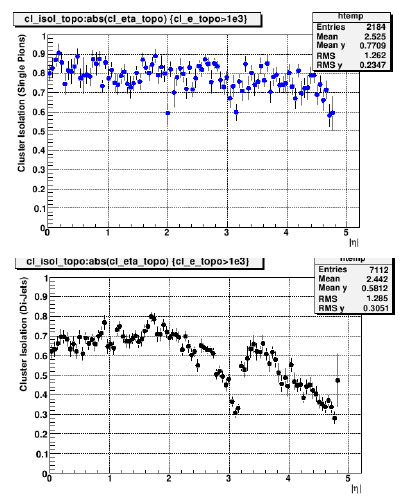 cl_isol_topo:abs(cl_eta_topo) {cl_e_topo>1e3}
htemp
Entries 2184
Mean 2.525
Mean y 0.7709
RMS 1.262
RMS y 0.2347
Cluster Isolation (Single Pions)
1
0.9
0.8
0.7
0.6
0.5
0.4
0.3
0.2
0.1
0
0 1 2 3 4 5
|η|
cl_isol_topo:abs(cl_eta_topo) {cl_e_topo>1e3}
htemp
Entries 7112
Mean 2.442
Mean y 0.5812
RMS 1.285
RMS y 0.3051
Cluster Isolation (Di-Jets)
1
0.9
0.8
0.7
0.6
0.5
0.4
0.3
0.2
0.1
0
0 1 2 3 4 5
|η|